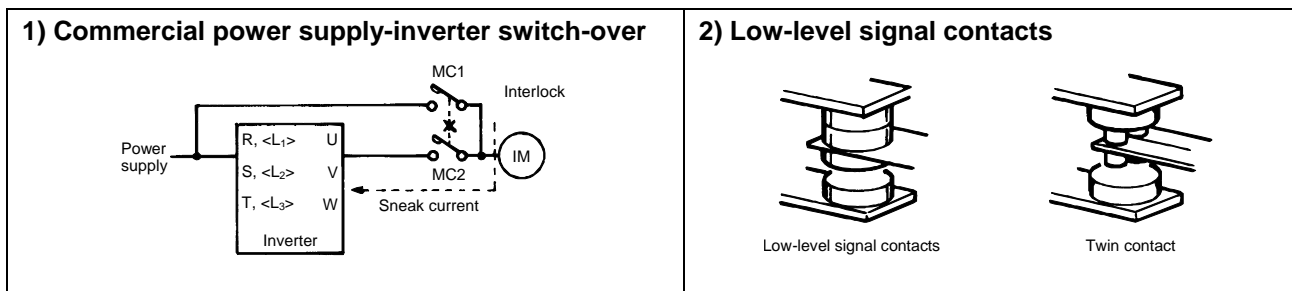 1) Commercial power supply-inverter switch-over
MC1
Interlock
Power
supply
R, <L₁> U
S, <L₂> V
T, <L₃> W
Inverter
MC2
IM
Sneak current
2) Low-level signal contacts
Low-level signal contacts
Twin contact